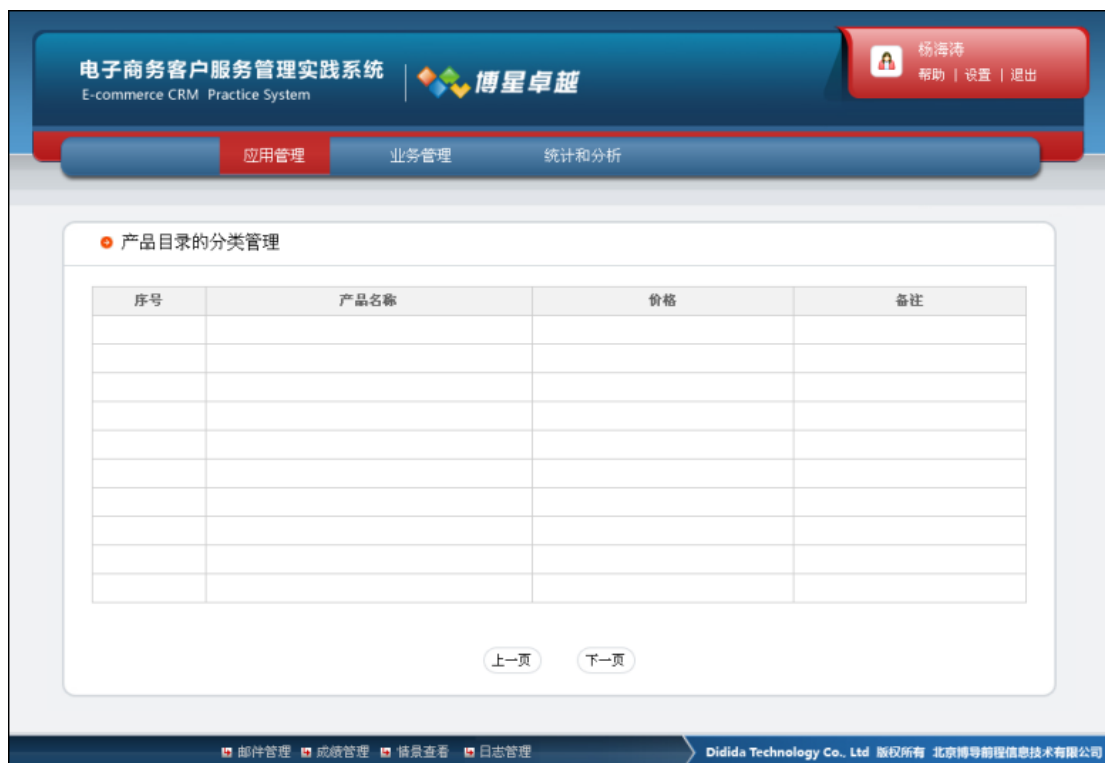 电子商务客户服务管理实践系统
E-commerce CRM Practice System
博星卓越
杨海涛
帮助 | 设置 | 退出
应用管理 业务管理 统计和分析
产品目录的分类管理
序号 产品名称 价格 备注
上一页 下一页
邮件管理 成绩管理 情景查看 日志管理
Didida Technology Co., Ltd 版权所有 北京博导前程信息技术有限公司